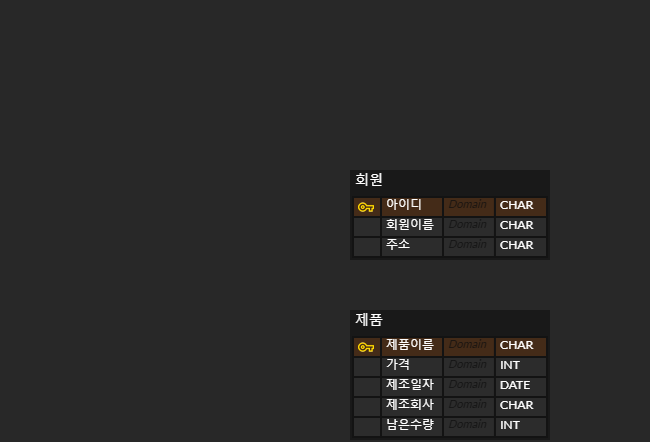 회원
아이디 Domain CHAR
회원이름 Domain CHAR
주소 Domain CHAR
제품
제품이름 Domain CHAR
가격 Domain INT
제조일자 Domain DATE
제조회사 Domain CHAR
남은수량 Domain INT